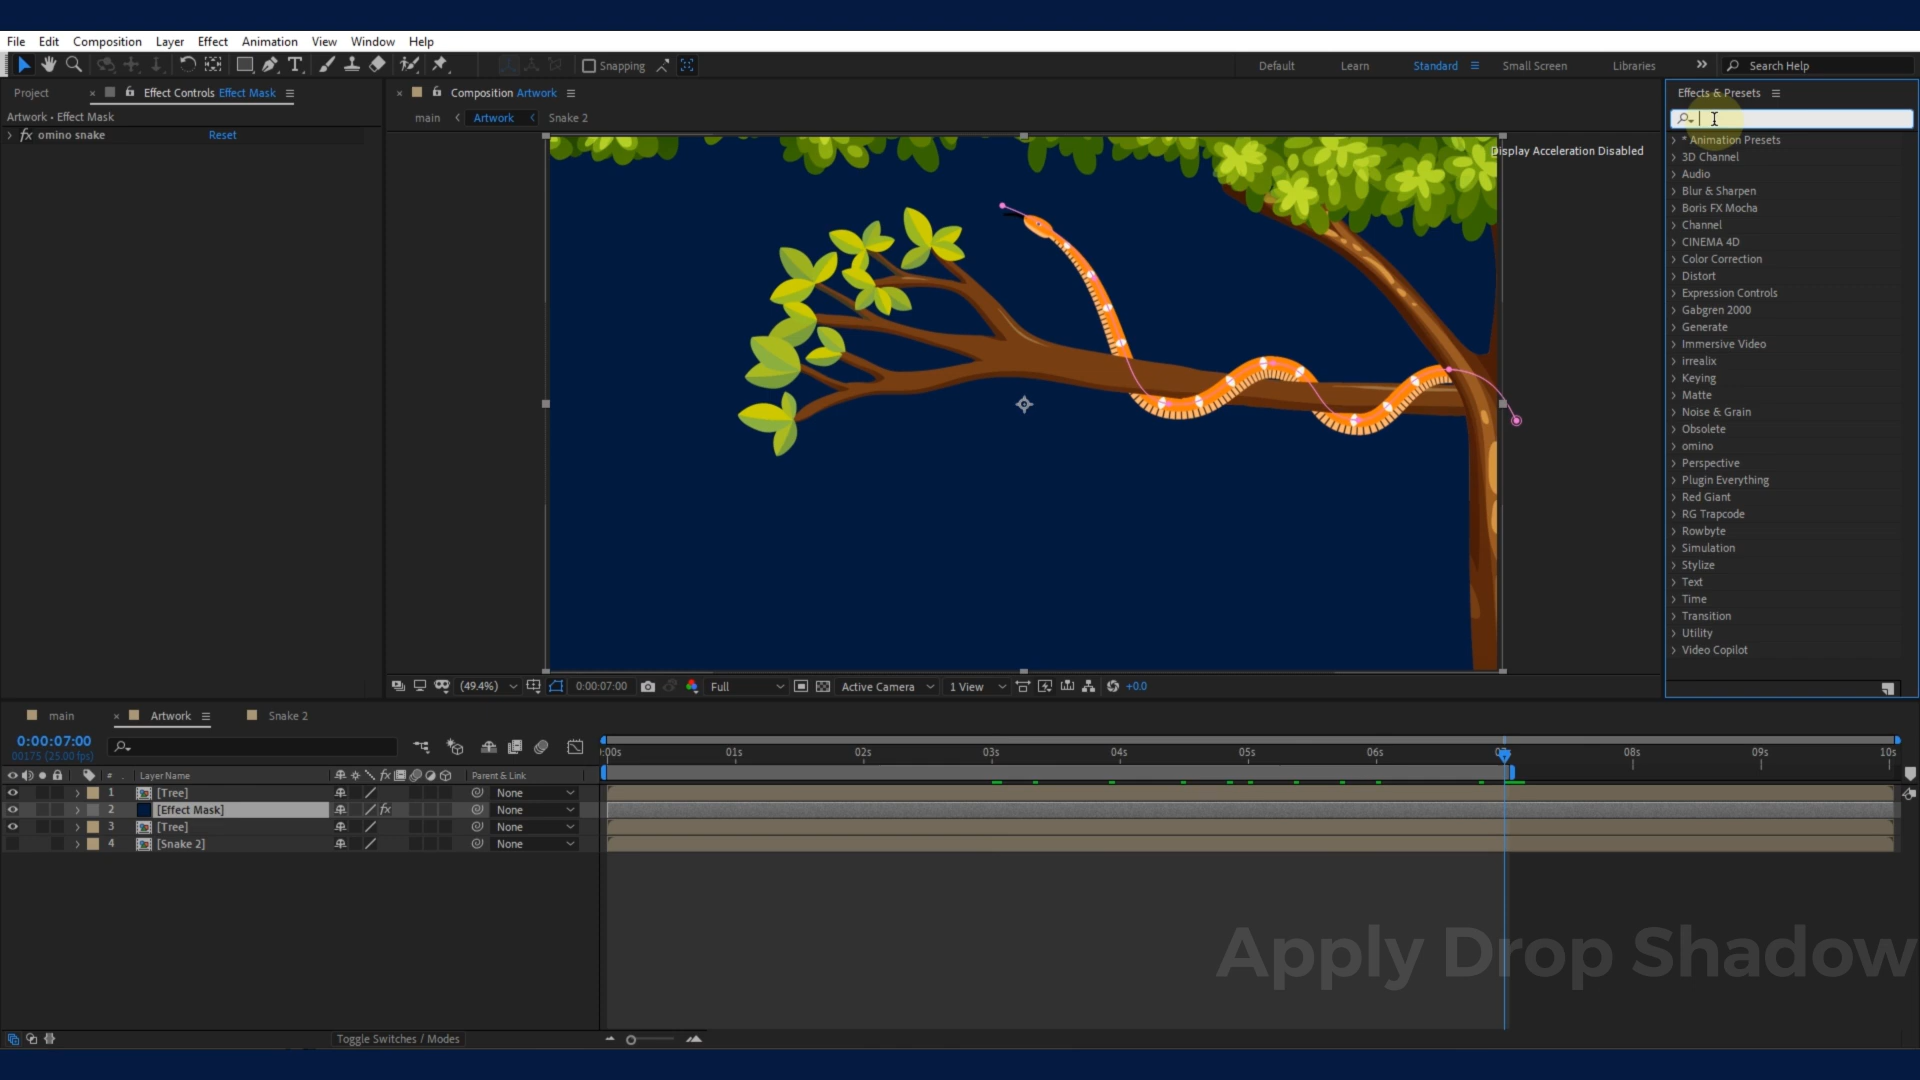 File Edit Composition Layer Effect Animation View Window Help
Snapping
Default Learn Standard Small Screen Libraries Search Help
Project Effect Controls Effect Mask
Artwork • Effect Mask
fx omino snake Reset
Composition Artwork
main Artwork Snake 2
Display Acceleration Disabled
Effects & Presets
* Animation Presets
3D Channel
Audio
Blur & Sharpen
Boris FX Mocha
Channel
CINEMA 4D
Color Correction
Distort
Expression Controls
Gabgren 2000
Generate
Immersive Video
irrealix
Keying
Matte
Noise & Grain
Obsolete
omino
Perspective
Plugin Everything
Red Giant
RG Trapcode
Rowbyte
Simulation
Stylize
Text
Time
Transition
Utility
Video Copilot
(49.4%) 0:00:07:00 Full Active Camera 1 View +0.0
main Artwork Snake 2
0:00:07:00
00175 (25.00 fps)
:00s 01s 02s 03s 04s 05s 06s 07s 08s 09s 10s
# . Layer Name fx Parent & Link
1 [Tree] None
2 [Effect Mask] fx None
3 [Tree] None
4 [Snake 2] None
Apply Drop Shadow
Toggle Switches / Modes